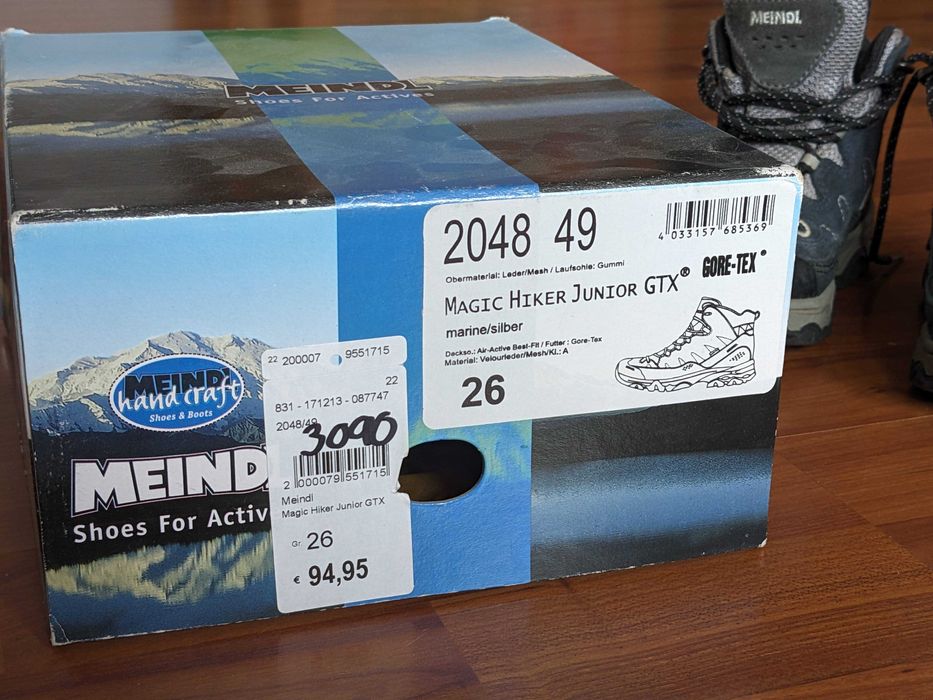 MEINDL
Shoes For Actives
MEINDL
2048 49
4 033157 685369
Obermaterial: Leder/Mesh / Laufsohle: Gummi
GORE-TEX®
MAGIC HIKER JUNIOR GTX®
marine/silber
Deckso.: Air-Active Best-Fit / Futter : Gore-Tex
Material: Velourleder/Mesh/Kl.: A
26
MEINDL
hand craft
Shoes & Boots
MEINDL
Shoes For Activ
22 200007 9551715
22
831 - 171213 - 087747
2048/49
3090
2 000079 551715
Meindl
Magic Hiker Junior GTX
Gr. 26
€ 94,95